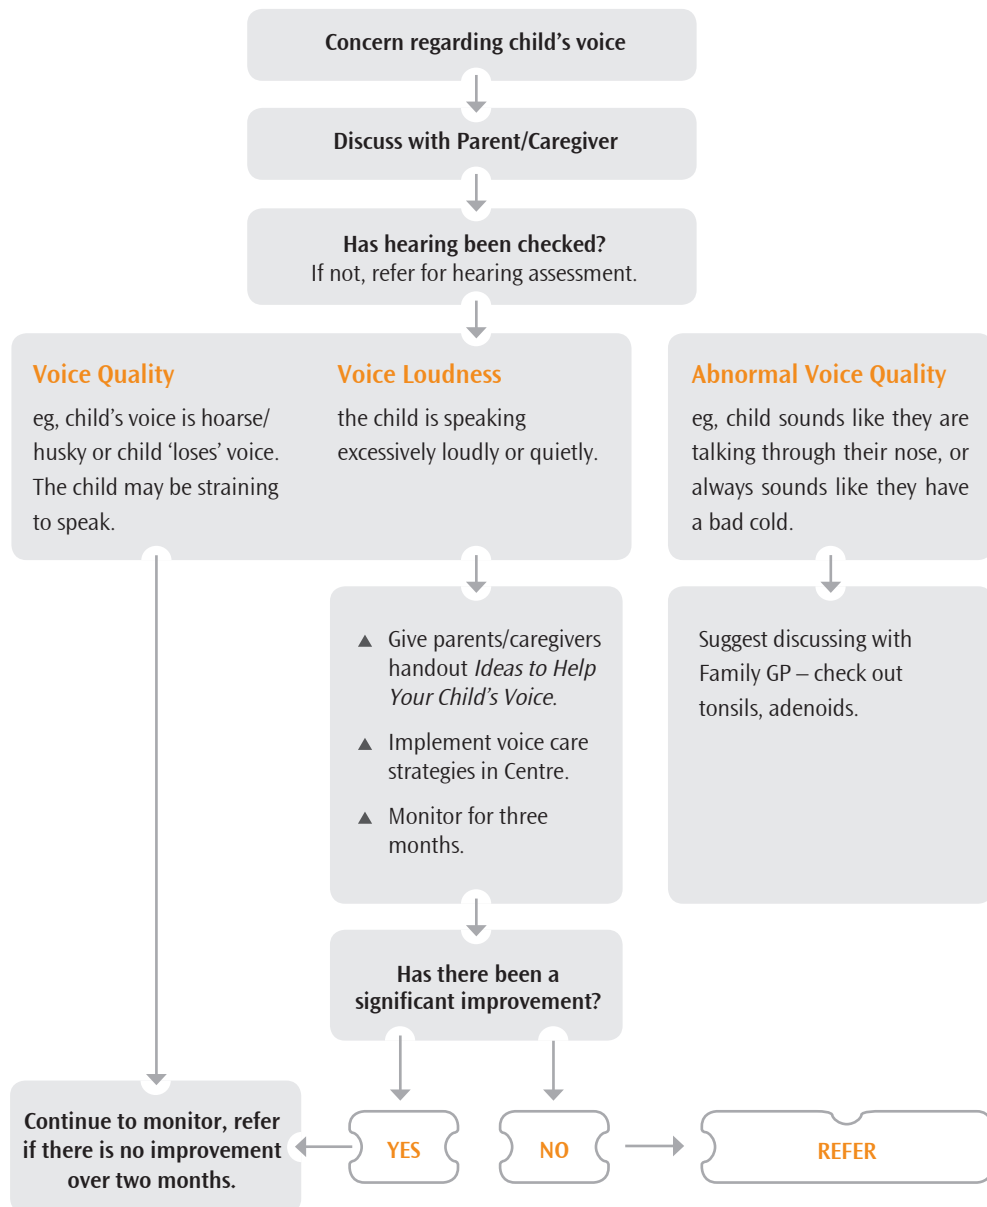 Concern regarding child’s voice
Discuss with Parent/Caregiver
Has hearing been checked?
If not, refer for hearing assessment.
Voice Quality
eg, child’s voice is hoarse/
husky or child ‘loses’ voice.
The child may be straining
to speak.
Voice Loudness
the child is speaking
excessively loudly or quietly.
Abnormal Voice Quality
eg, child sounds like they are
talking through their nose, or
always sounds like they have
a bad cold.
▲ Give parents/caregivers
handout Ideas to Help
Your Child’s Voice.
▲ Implement voice care
strategies in Centre.
▲ Monitor for three
months.
Suggest discussing with
Family GP – check out
tonsils, adenoids.
Has there been a
significant improvement?
Continue to monitor, refer
if there is no improvement
over two months.
YES
NO
REFER